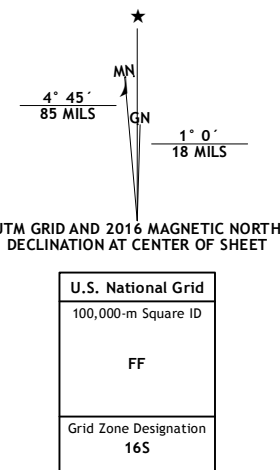 MN
GN
4° 45´
85 MILS
1° 0´
18 MILS
UTM GRID AND 2016 MAGNETIC NORTH
DECLINATION AT CENTER OF SHEET
U.S. National Grid
100,000-m Square ID
FF
Grid Zone Designation
16S